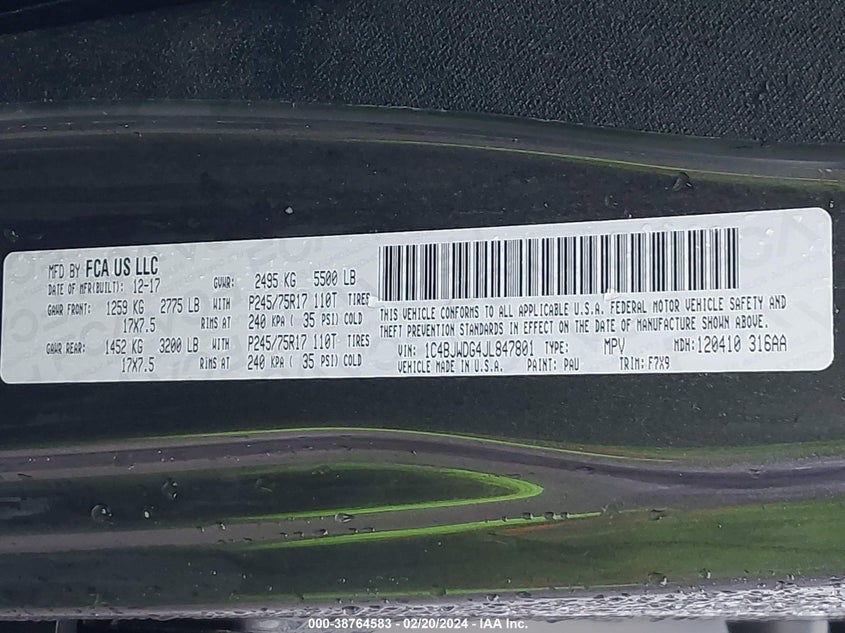 MFD BY FCA US LLC
DATE OF MFR(BUILT): 12-17 GVWR: 2495 KG 5500 LB
GAWR FRONT: 1259 KG 2775 LB WITH P245/75R17 110T TIRES
17X7.5 RIMS AT 240 KPA ( 35 PSI) COLD
GAWR REAR: 1452 KG 3200 LB WITH P245/75R17 110T TIRES
17X7.5 RIMS AT 240 KPA ( 35 PSI) COLD
THIS VEHICLE CONFORMS TO ALL APPLICABLE U.S.A. FEDERAL MOTOR VEHICLE SAFETY AND
THEFT PREVENTION STANDARDS IN EFFECT ON THE DATE OF MANUFACTURE SHOWN ABOVE.
VIN: 1C4BJWDG4JL847801 TYPE: MPV MDH: 120410 316AA
VEHICLE MADE IN U.S.A. PAINT: PAU TRIM: F7X9
000-38764583 - 02/20/2024 - IAA Inc.